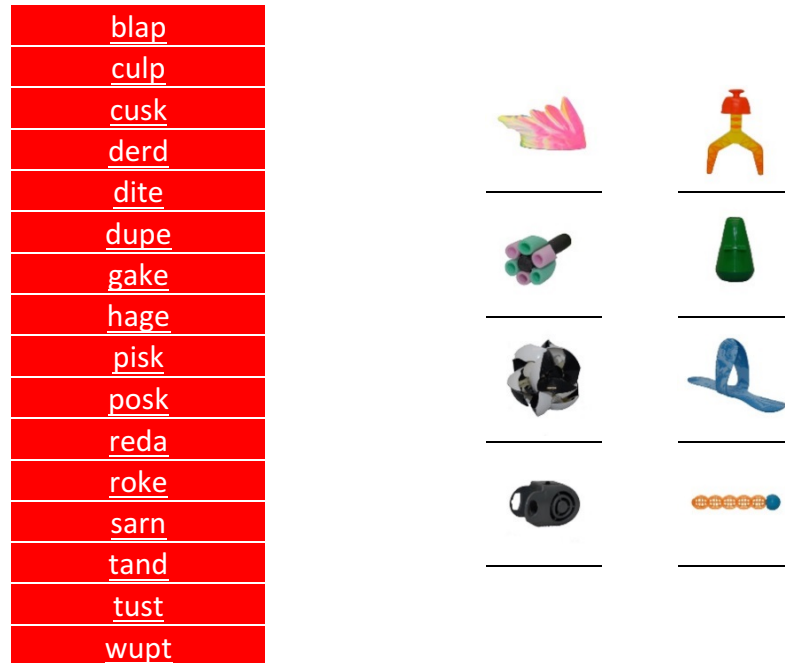 blap
culp
cusk
derd
dite
dupe
gake
hage
pisk
posk
reda
roke
sarn
tand
tust
wupt